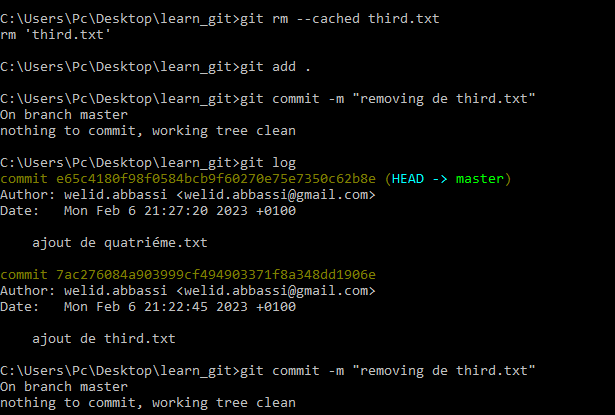 C:\Users\Pc\Desktop\learn_git>git rm --cached third.txt
rm 'third.txt'
C:\Users\Pc\Desktop\learn_git>git add .
C:\Users\Pc\Desktop\learn_git>git commit -m "removing de third.txt"
On branch master
nothing to commit, working tree clean
C:\Users\Pc\Desktop\learn_git>git log
commit e65c4180f98f0584bcb9f60270e75e7350c62b8e (HEAD -> master)
Author: welid.abbassi <welid.abbassi@gmail.com>
Date:   Mon Feb 6 21:27:20 2023 +0100
ajout de quatriéme.txt
commit 7ac276084a903999cf494903371f8a348dd1906e
Author: welid.abbassi <welid.abbassi@gmail.com>
Date:   Mon Feb 6 21:22:45 2023 +0100
ajout de third.txt
C:\Users\Pc\Desktop\learn_git>git commit -m "removing de third.txt"
On branch master
nothing to commit, working tree clean